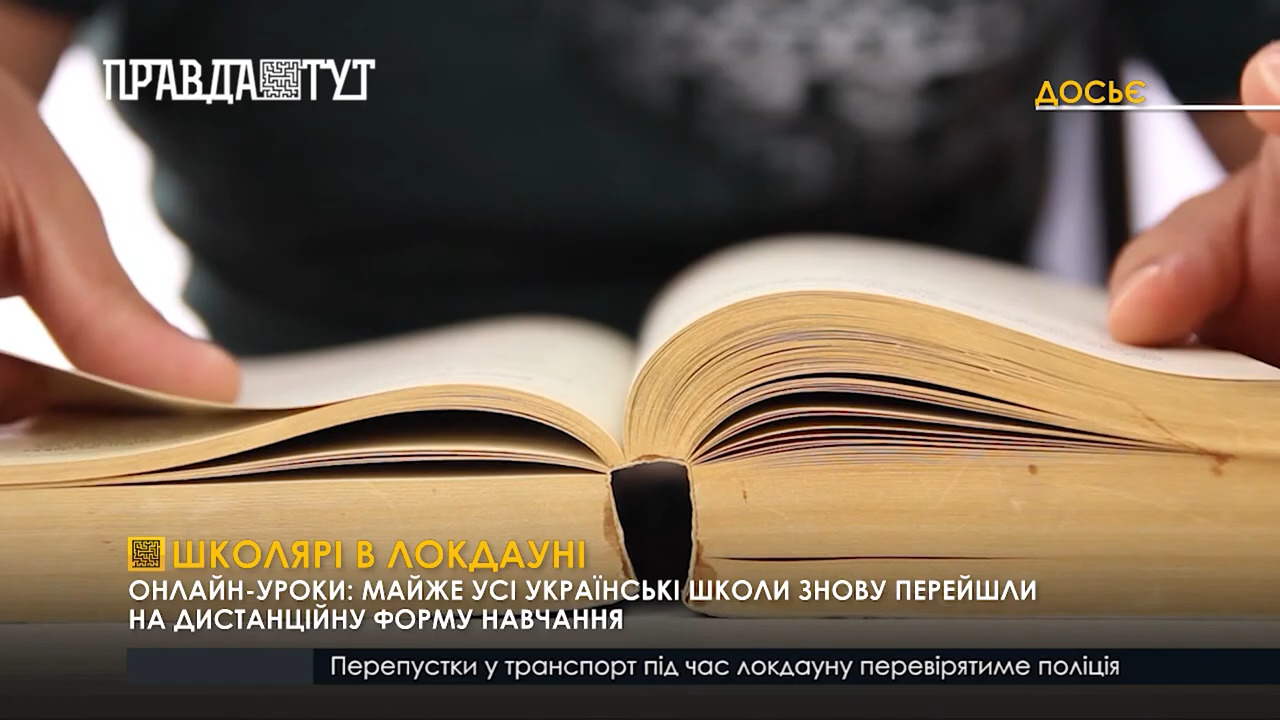 ПРАВДА ТУТ
ДОСЬЄ
ШКОЛЯРІ В ЛОКДАУНІ
ОНЛАЙН-УРОКИ: МАЙЖЕ УСІ УКРАЇНСЬКІ ШКОЛИ ЗНОВУ ПЕРЕЙШЛИ
НА ДИСТАНЦІЙНУ ФОРМУ НАВЧАННЯ
Перепустки у транспорт під час локдауну перевірятиме поліція